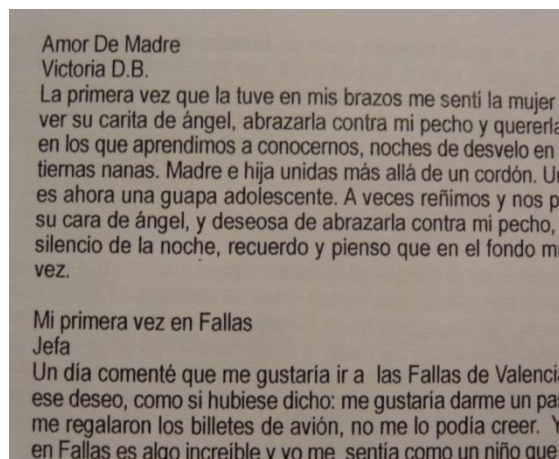 Amor De Madre
Victoria D.B.
La primera vez que la tuve en mis brazos me sentí la mujer
ver su carita de ángel, abrazarla contra mi pecho y quererla
en los que aprendimos a conocernos, noches de desvelo en
tiernas nanas. Madre e hija unidas más allá de un cordón.
es ahora una guapa adolescente. A veces reñimos y nos
su cara de ángel, y deseosa de abrazarla contra mi pecho,
silencio de la noche, recuerdo y pienso que en el fondo
vez.
Mi primera vez en Fallas
Jefa
Un día comenté que me gustaría ir a las Fallas de
ese deseo, como si hubiese dicho: me gustaría darme un
me regalaron los billetes de avión, no me lo podía creer.
en Fallas es algo increíble y yo me sentía como un niño que